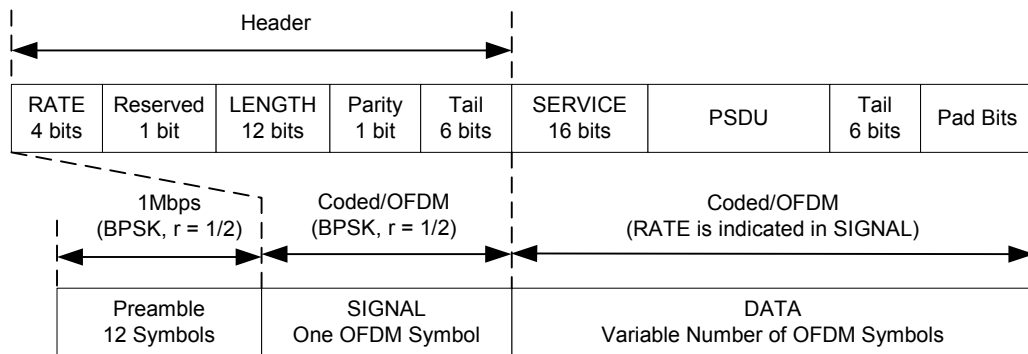 Header
RATE
4 bits
Reserved
1 bit
LENGTH
12 bits
Parity
1 bit
Tail
6 bits
SERVICE
16 bits
PSDU
Tail
6 bits
Pad Bits
1Mbps
(BPSK, r = 1/2)
Coded/OFDM
(BPSK, r = 1/2)
Coded/OFDM
(RATE is indicated in SIGNAL)
Preamble
12 Symbols
SIGNAL
One OFDM Symbol
DATA
Variable Number of OFDM Symbols